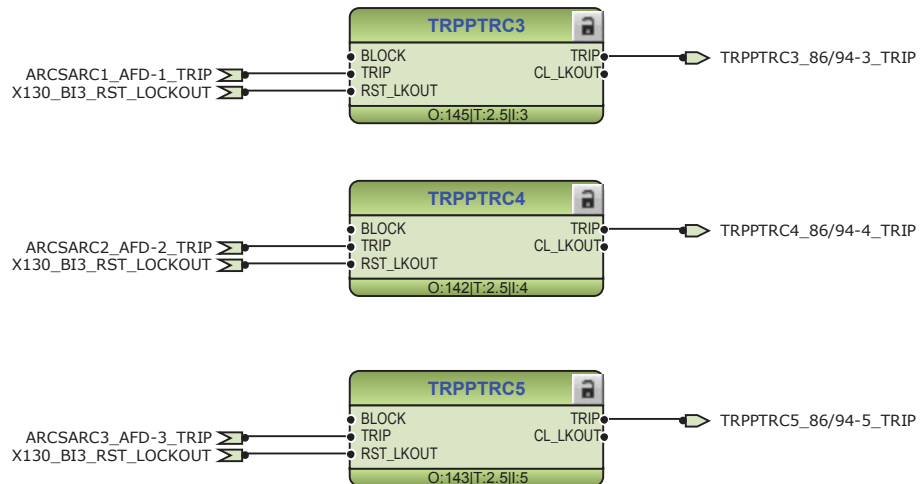 TRPPTRC3
BLOCK TRIP TRPPTRC3_86/94-3_TRIP
ARCSARC1_AFD-1_TRIP TRIP CL_LKOUT
X130_BI3_RST_LOCKOUT RST_LKOUT
O:145|T:2.5|I:3
TRPPTRC4
BLOCK TRIP TRPPTRC4_86/94-4_TRIP
ARCSARC2_AFD-2_TRIP TRIP CL_LKOUT
X130_BI3_RST_LOCKOUT RST_LKOUT
O:142|T:2.5|I:4
TRPPTRC5
BLOCK TRIP TRPPTRC5_86/94-5_TRIP
ARCSARC3_AFD-3_TRIP TRIP CL_LKOUT
X130_BI3_RST_LOCKOUT RST_LKOUT
O:143|T:2.5|I:5